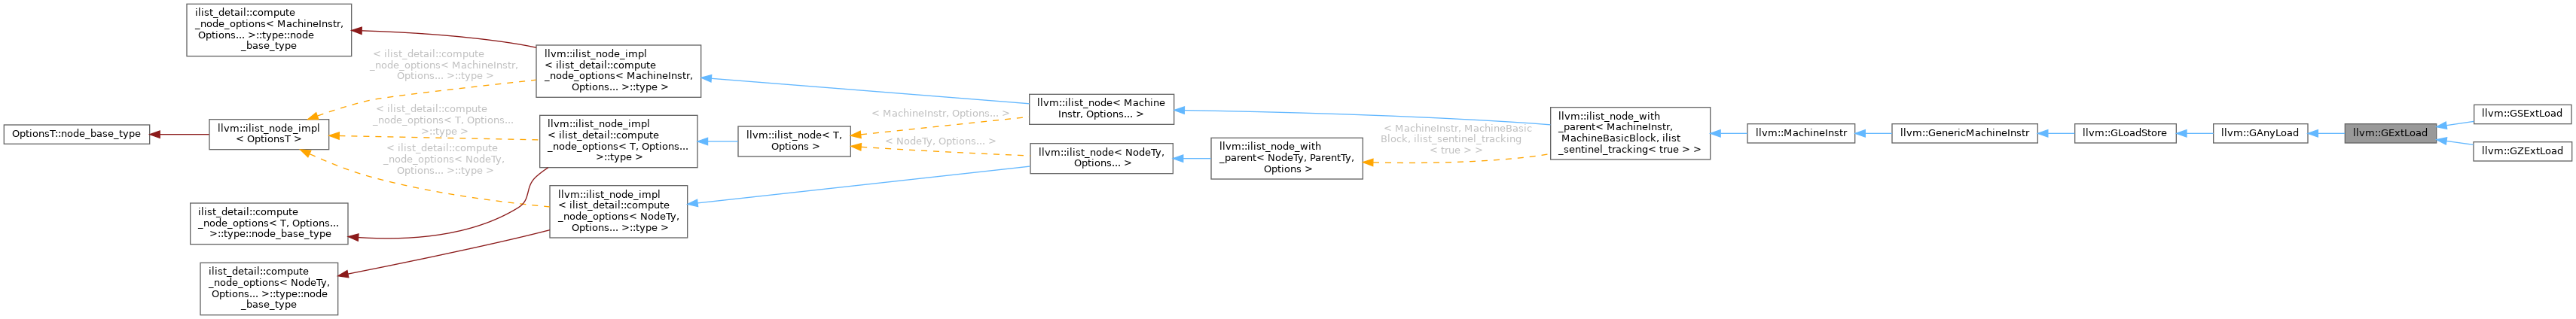 ilist_detail::compute
_node_options< MachineInstr,
Options... >::type::node
_base_type
OptionsT::node_base_type
llvm::ilist_node_impl
< OptionsT >
ilist_detail::compute
_node_options< T, Options...
>::type::node_base_type
ilist_detail::compute
_node_options< NodeTy,
Options... >::type::node
_base_type
< ilist_detail::compute
_node_options< MachineInstr,
Options... >::type >
< ilist_detail::compute
_node_options< T, Options...
>::type >
< ilist_detail::compute
_node_options< NodeTy,
Options... >::type >
llvm::ilist_node_impl
< ilist_detail::compute
_node_options< MachineInstr,
Options... >::type >
llvm::ilist_node_impl
< ilist_detail::compute
_node_options< T, Options...
>::type >
llvm::ilist_node_impl
< ilist_detail::compute
_node_options< NodeTy,
Options... >::type >
llvm::ilist_node< T,
Options >
< MachineInstr, Options... >
< NodeTy, Options... >
llvm::ilist_node< Machine
Instr, Options... >
llvm::ilist_node< NodeTy,
Options... >
llvm::ilist_node_with
_parent< NodeTy, ParentTy,
Options >
< MachineInstr, MachineBasic
Block, ilist_sentinel_tracking
< true > >
llvm::ilist_node_with
_parent< MachineInstr,
MachineBasicBlock, ilist
_sentinel_tracking< true > >
llvm::MachineInstr
llvm::GenericMachineInstr
llvm::GLoadStore
llvm::GAnyLoad
llvm::GExtLoad
llvm::GSExtLoad
llvm::GZExtLoad